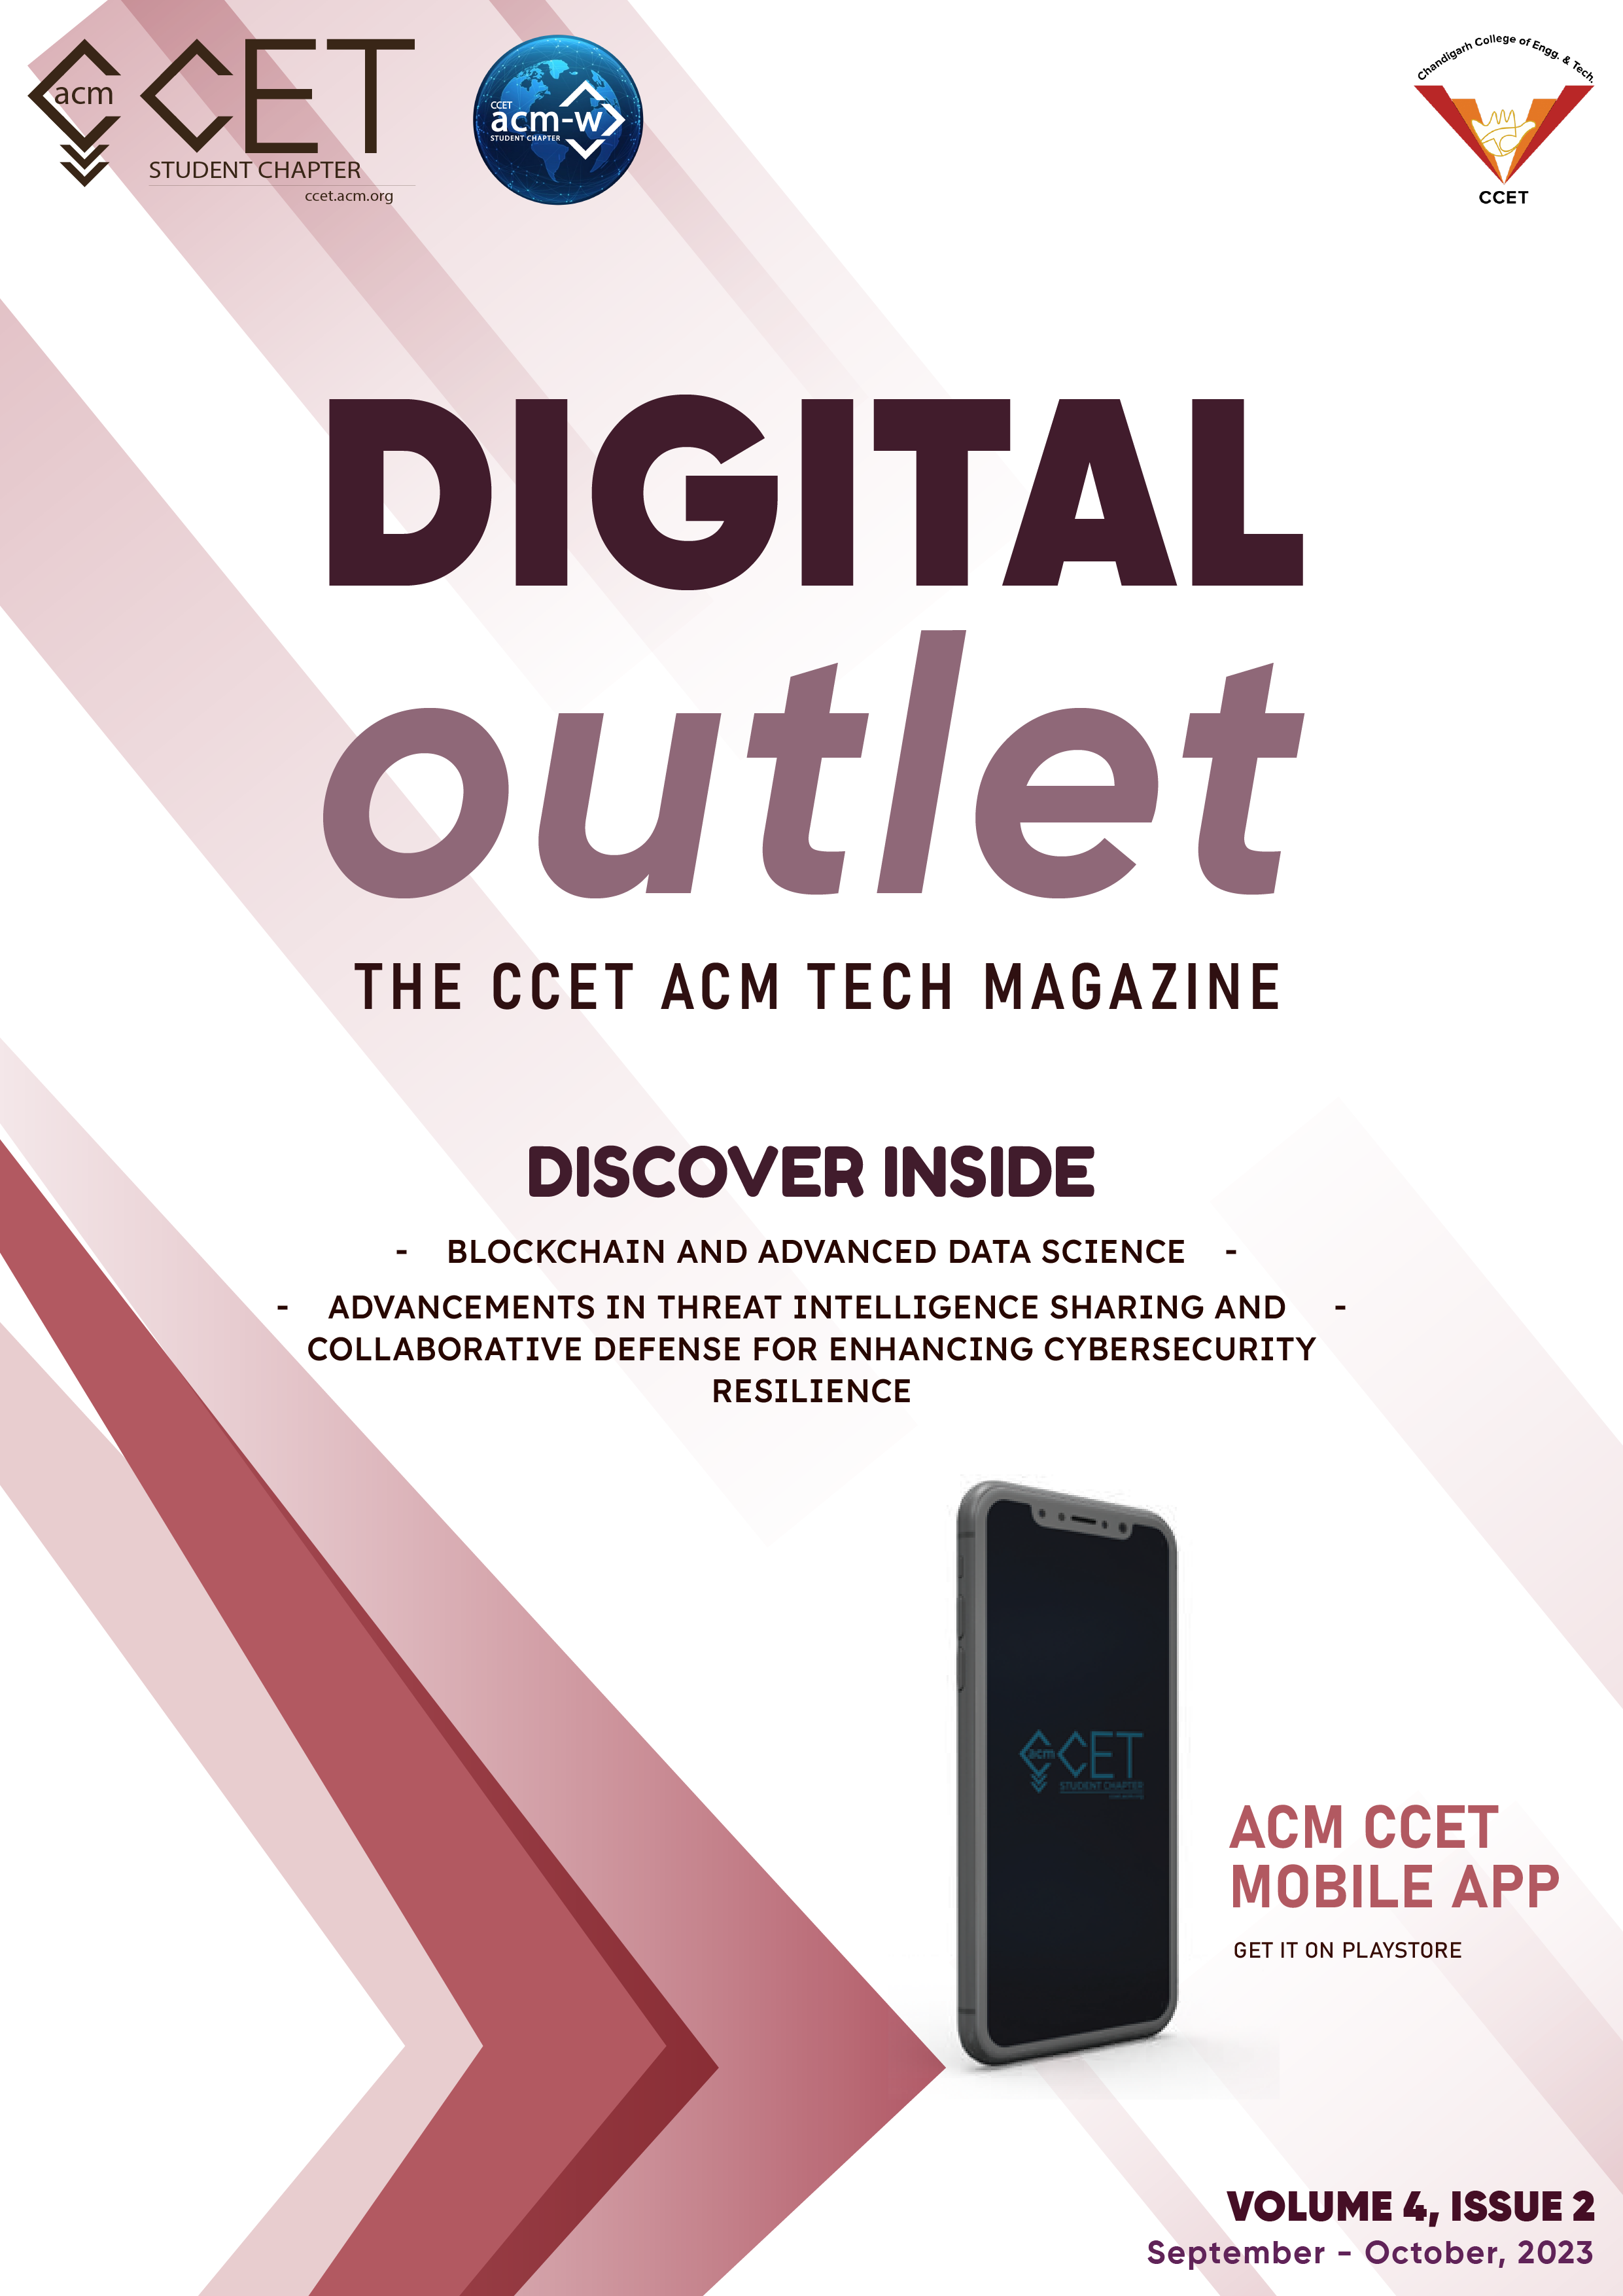 acm CCET
STUDENT CHAPTER
ccet.acm.org
CCET
acm-w
STUDENT CHAPTER
Chandigarh College of Engg. & Tech.
CCET
DIGITAL
outlet
THE CCET ACM TECH MAGAZINE
DISCOVER INSIDE
- BLOCKCHAIN AND ADVANCED DATA SCIENCE -
- ADVANCEMENTS IN THREAT INTELLIGENCE SHARING AND -
COLLABORATIVE DEFENSE FOR ENHANCING CYBERSECURITY
RESILIENCE
acm CCET
STUDENT CHAPTER
ACM CCET
MOBILE APP
GET IT ON PLAYSTORE
VOLUME 4, ISSUE 2
September - October, 2023